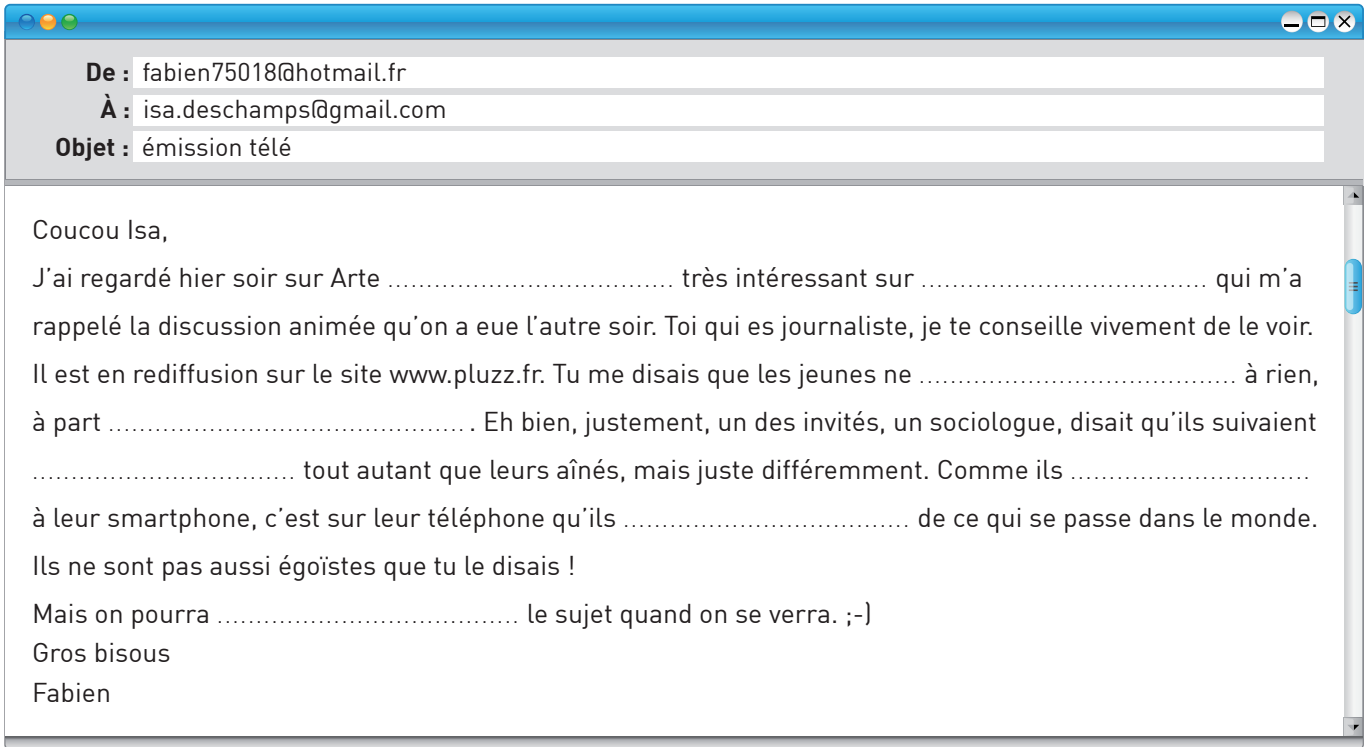 De : fabien75018@hotmail.fr
À : isa.deschamps@gmail.com
Objet : émission télé
Coucou Isa,
J’ai regardé hier soir sur Arte ..................................... très intéressant sur ..................................... qui m’a
rappelé la discussion animée qu’on a eue l’autre soir. Toi qui es journaliste, je te conseille vivement de le voir.
Il est en rediffusion sur le site www.pluzz.fr. Tu me disais que les jeunes ne ......................................... à rien,
à part .............................................. . Eh bien, justement, un des invités, un sociologue, disait qu’ils suivaient
.................................. tout autant que leurs aînés, mais juste différemment. Comme ils ...............................
à leur smartphone, c’est sur leur téléphone qu’ils ..................................... de ce qui se passe dans le monde.
Ils ne sont pas aussi égoïstes que tu le disais !
Mais on pourra ....................................... le sujet quand on se verra. ;-)
Gros bisous
Fabien